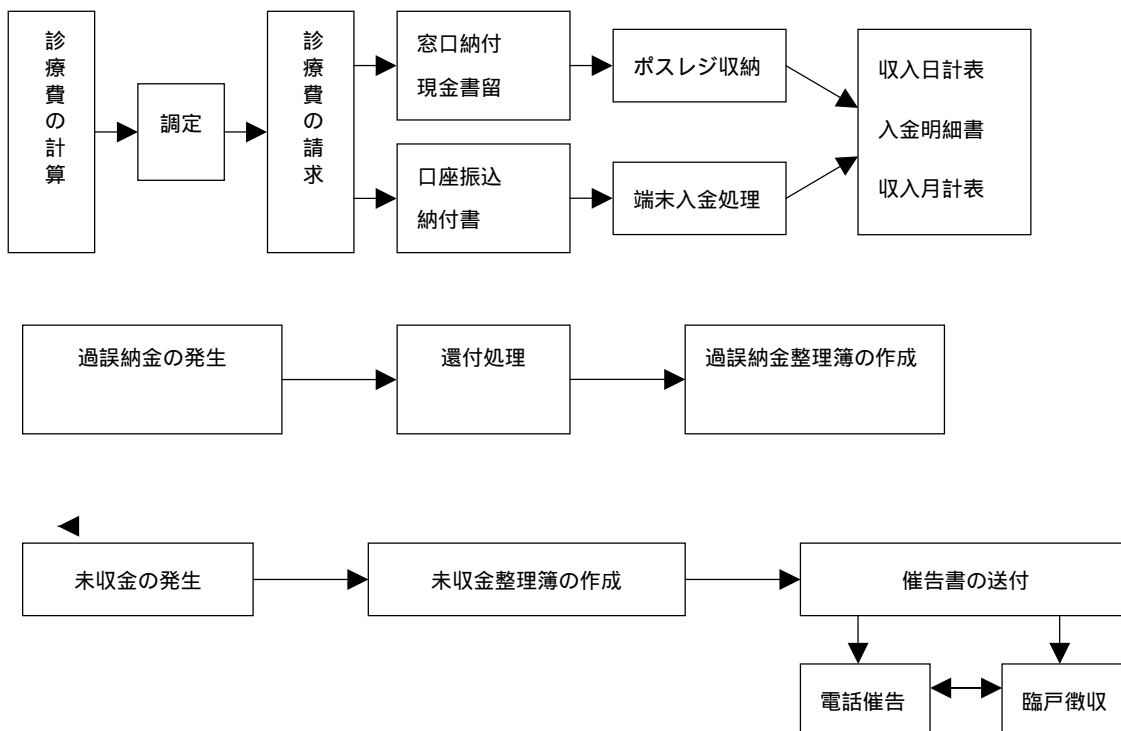 診療費の計算
調定
診療費の請求
窓口納付
現金書留
ポスレジ収納
口座振込
納付書
端末入金処理
収入日計表
入金明細書
収入月計表
過誤納金の発生
還付処理
過誤納金整理簿の作成
未収金の発生
未収金整理簿の作成
催告書の送付
電話催告
臨戸徴収